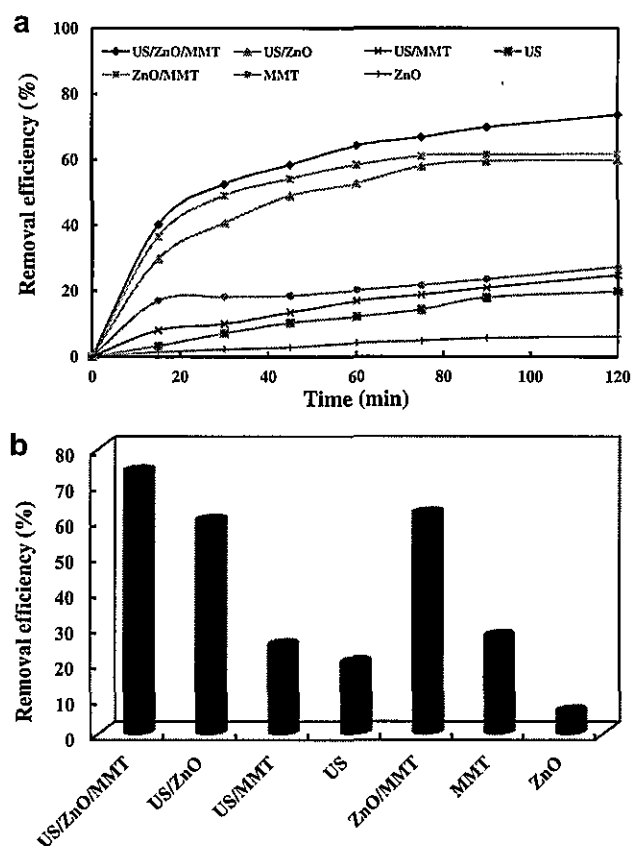 a
100
80
60
40
20
0
Removal efficiency (%)
US/ZnO/MMT US/ZnO US/MMT US
ZnO/MMT MMT ZnO
0 20 40 60 80 100 120
Time (min)
b
80
70
60
50
40
30
20
10
0
Removal efficiency (%)
US/ZnO/MMT
US/ZnO
US/MMT
US
ZnO/MMT
MMT
ZnO